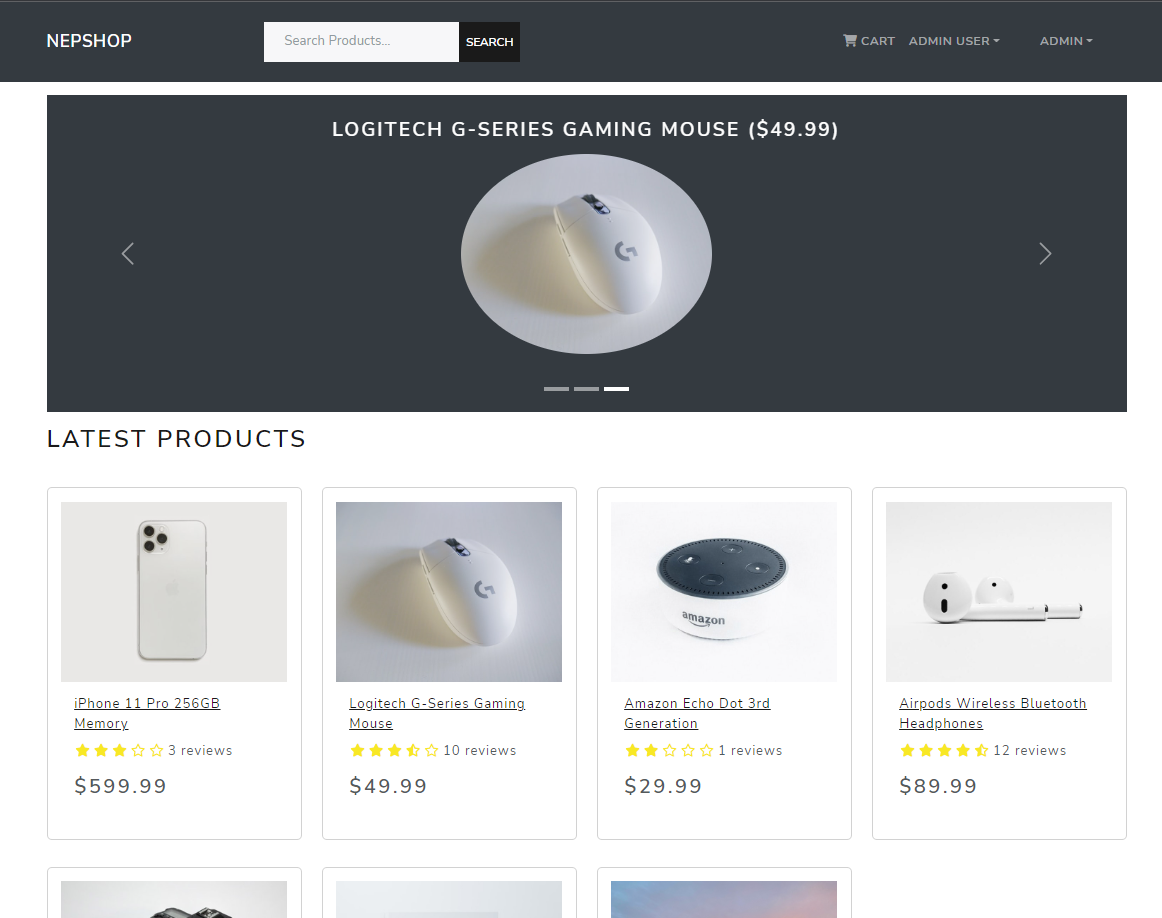 NEPSHOP
Search Products...
SEARCH
CART
ADMIN USER
ADMIN
LOGITECH G-SERIES GAMING MOUSE ($49.99)
LATEST PRODUCTS
amazon
iPhone 11 Pro 256GB
Memory
3 reviews
$599.99
Logitech G-Series Gaming
Mouse
10 reviews
$49.99
Amazon Echo Dot 3rd
Generation
1 reviews
$29.99
Airpods Wireless Bluetooth
Headphones
12 reviews
$89.99